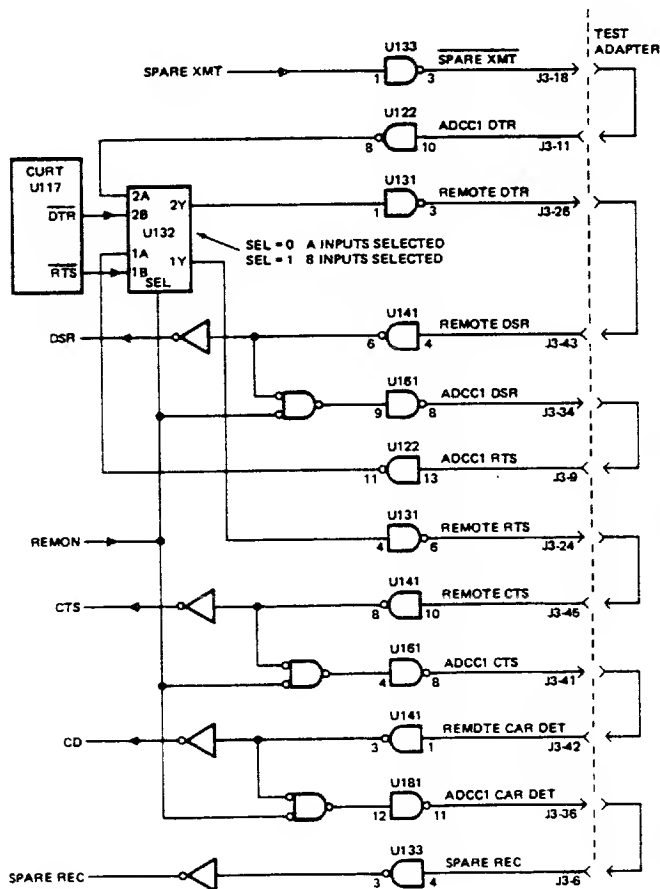 TEST
ADAPTER
U133
SPARE XMT
SPARE XMT
1
3
J3-18
U122
ADCC1 DTR
8
10
J3-11
CURT
U117
DTR
RTS
2A
2B
1A
1B
2Y
1Y
U132
SEL
U131
REMOTE DTR
1
3
J3-26
SEL = 0 A INPUTS SELECTED
SEL = 1 8 INPUTS SELECTED
U141
REMOTE DSR
DSR
6
4
J3-43
U161
ADCC1 DSR
9
8
J3-34
U122
ADCC1 RTS
11
13
J3-9
U131
REMOTE RTS
REMON
4
6
J3-24
U141
REMOTE CTS
CTS
8
10
J3-45
U161
ADCC1 CTS
4
8
J3-41
U141
REMDTE CAR DET
CD
3
1
J3-42
U181
ADCC1 CAR DET
12
11
J3-36
U133
SPARE REC
SPARE REC
3
4
J3-6